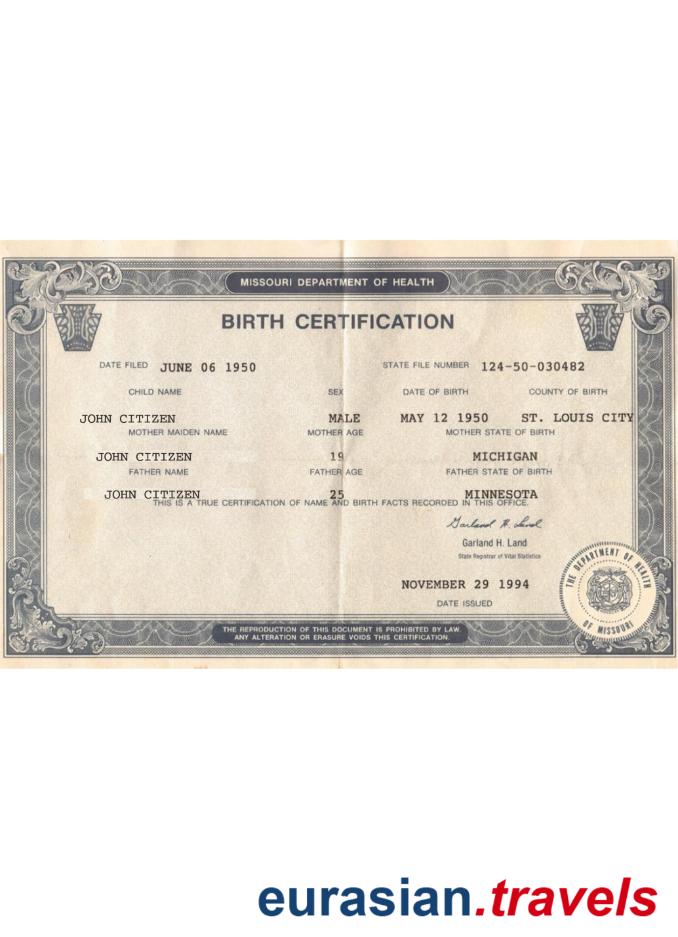 MISSOURI DEPARTMENT OF HEALTH
BIRTH CERTIFICATION
DATE FILED JUNE 06 1950 STATE FILE NUMBER 124-50-030482
CHILD NAME SEX DATE OF BIRTH COUNTY OF BIRTH
JOHN CITIZEN MALE MAY 12 1950 ST. LOUIS CITY
MOTHER MAIDEN NAME MOTHER AGE MOTHER STATE OF BIRTH
JOHN CITIZEN 19 MICHIGAN
FATHER NAME FATHER AGE FATHER STATE OF BIRTH
JOHN CITIZEN 25 MINNESOTA
THIS IS A TRUE CERTIFICATION OF NAME AND BIRTH FACTS RECORDED IN THIS OFFICE.
Garland H. Land
Garland H. Land
State Registrar of Vital Statistics
NOVEMBER 29 1994
DATE ISSUED
THE DEPARTMENT OF HEALTH
OF MISSOURI
THE REPRODUCTION OF THIS DOCUMENT IS PROHIBITED BY LAW.
ANY ALTERATION OR ERASURE VOIDS THIS CERTIFICATION.
eurasian.travels